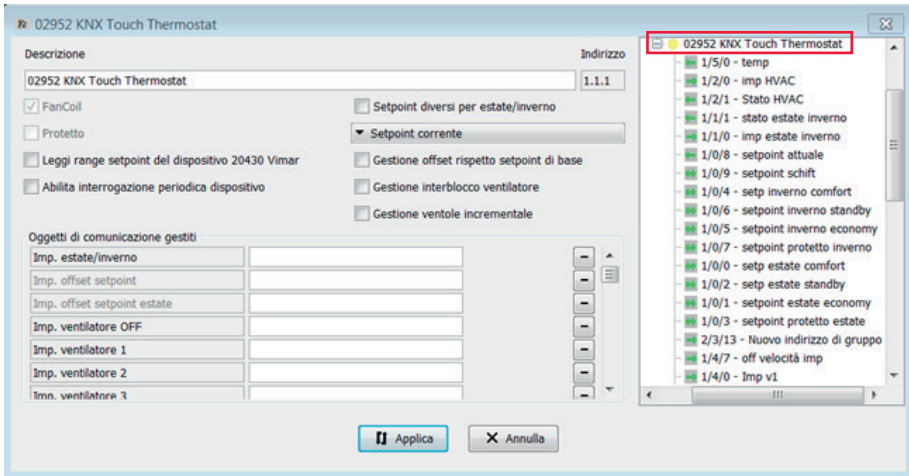 02952 KNX Touch Thermostat
Descrizione
Indirizzo
02952 KNX Touch Thermostat
1.1.1
FanCoil
Setpoint diversi per estate/inverno
Protetto
Setpoint corrente
Leggi range setpoint del dispositivo 20430 Vimar
Gestione offset rispetto setpoint di base
Abilita interrogazione periodica dispositivo
Gestione interblocco ventilatore
Gestione ventole incrementale
Oggetti di comunicazione gestiti
Imp. estate/inverno
Imp. offset setpoint
Imp. offset setpoint estate
Imp. ventilatore OFF
Imp. ventilatore 1
Imp. ventilatore 2
Imp. ventilatore 3
02952 KNX Touch Thermostat
1/5/0 - temp
1/2/0 - imp HVAC
1/2/1 - Stato HVAC
1/1/1 - stato estate inverno
1/1/0 - imp estate inverno
1/0/8 - setpoint attuale
1/0/9 - setpoint schift
1/0/4 - setp inverno comfort
1/0/6 - setpoint inverno standby
1/0/5 - setpoint inverno economy
1/0/7 - setpoint protetto inverno
1/0/0 - setp estate comfort
1/0/2 - setp estate standby
1/0/1 - setpoint estate economy
1/0/3 - setpoint protetto estate
2/3/13 - Nuovo indirizzo di gruppo
1/4/7 - off velocità imp
1/4/0 - Imp v1
Applica
Annulla